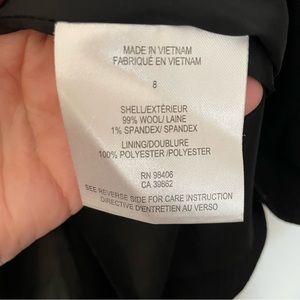 MADE IN VIETNAM
FABRIQUÉ EN VIETNAM
8
SHELL/EXTÉRIEUR
99% WOOL/ LAINE
1% SPANDEX/ SPANDEX
LINING/DOUBLURE
100% POLYESTER /POLYESTER
RN 98406
CA 39662
SEE REVERSE SIDE FOR CARE INSTRUCTION
DIRECTIVE D'ENTRETIEN AU VERSO